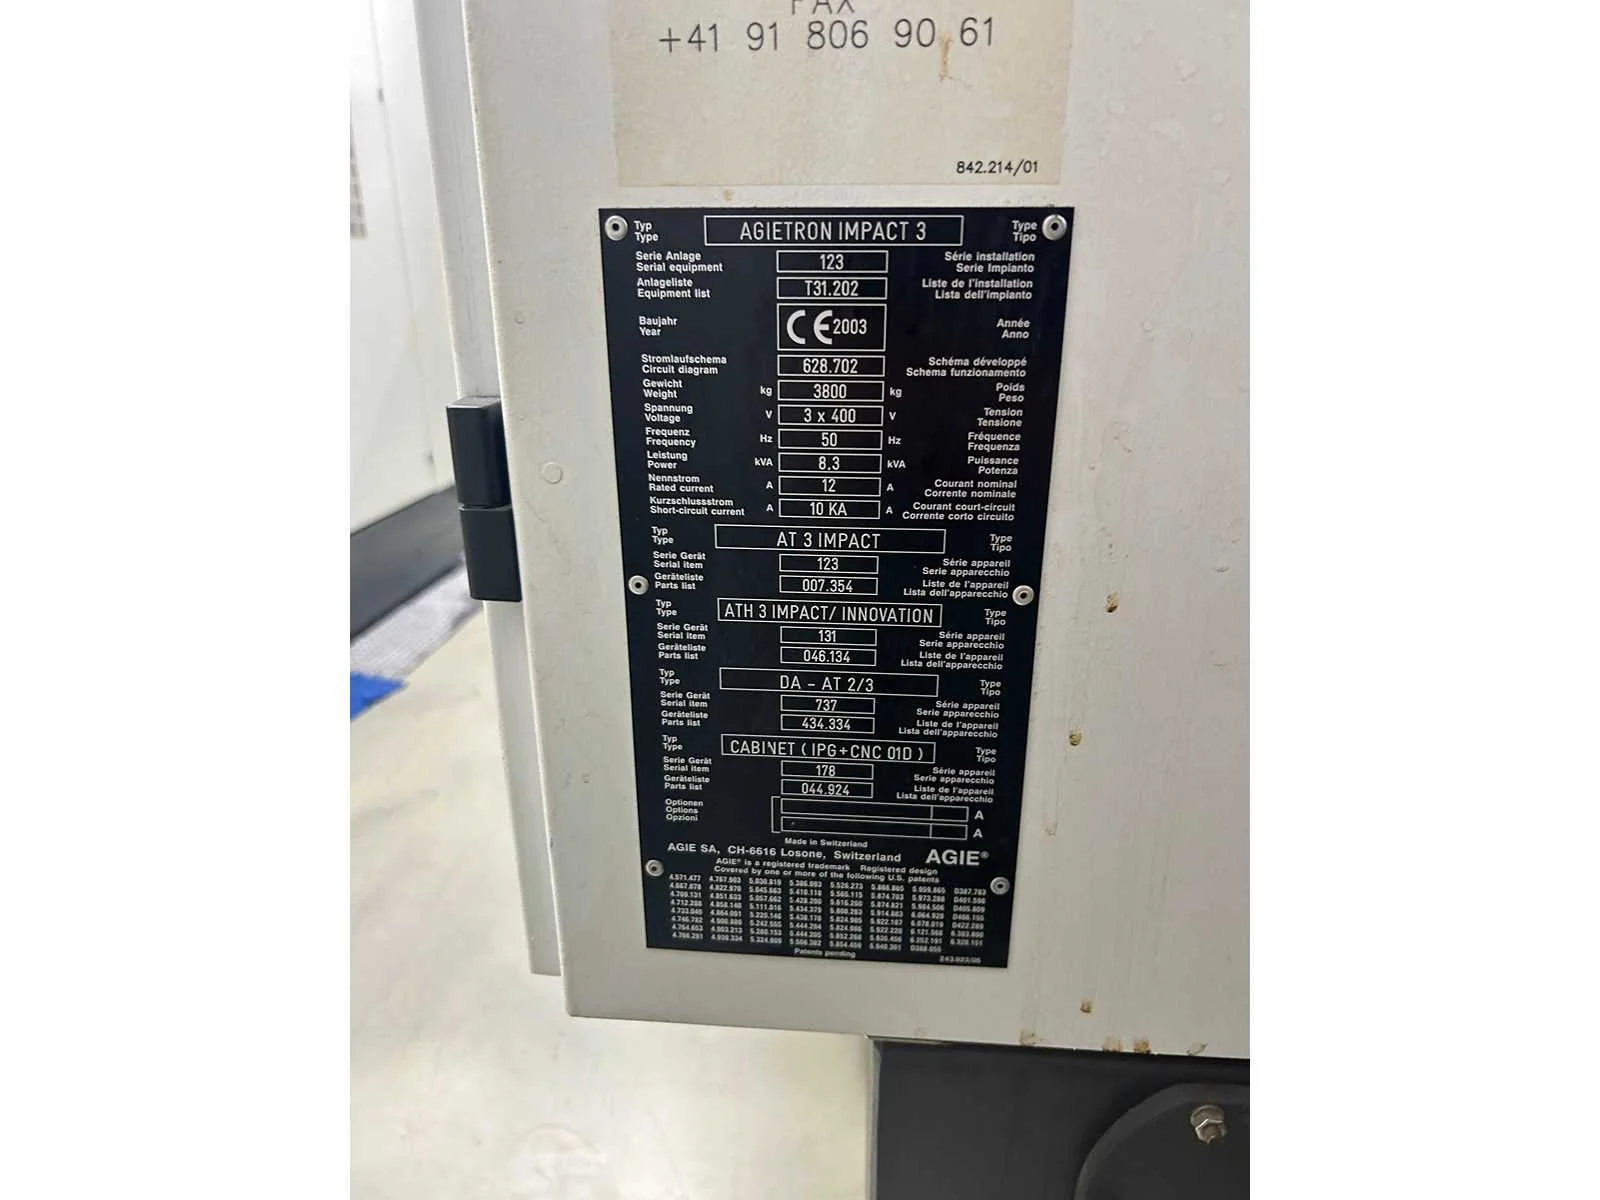 FAX
+41 91 806 90 61
842.214/01
Typ AGIETRON IMPACT 3 Type
Type Tipo
Serie Anlage 123 Série installation
Serial equipment Serie Impianto
Anlageliste T31.202 Liste de l'installation
Equipment list Lista dell'impianto
Baujahr CE 2003 Année
Year Anno
Stromlaufschema 628.702 Schéma développé
Circuit diagram Schema funzionamento
Gewicht kg 3800 kg Poids
Weight Peso
Spannung V 3 x 400 V Tension
Voltage Tensione
Frequenz Hz 50 Hz Fréquence
Frequency Frequenza
Leistung kVA 8.3 kVA Puissance
Power Potenza
Nennstrom A 12 A Courant nominal
Rated current Corrente nominale
Kurzschlussstrom A 10 KA A Courant court-circuit
Short-circuit current Corrente corto circuito
Typ AT 3 IMPACT Type
Type Tipo
Serie Gerät 123 Série appareil
Serial item Serie apparecchio
Geräteliste 007.354 Liste de l'appareil
Parts list Lista dell'apparecchio
Typ ATH 3 IMPACT/ INNOVATION Type
Type Tipo
Serie Gerät 131 Série appareil
Serial item Serie apparecchio
Geräteliste 046.134 Liste de l'appareil
Parts list Lista dell'apparecchio
Typ DA - AT 2/3 Type
Type Tipo
Serie Gerät 737 Série appareil
Serial item Serie apparecchio
Geräteliste 434.334 Liste de l'appareil
Parts list Lista dell'apparecchio
Typ CABINET ( IPG+CNC 01D ) Type
Type Tipo
Serie Gerät 178 Série appareil
Serial item Serie apparecchio
Geräteliste 044.924 Liste de l'appareil
Parts list Lista dell'apparecchio
Optionen
Options A
Opzioni A
Made in Switzerland
AGIE SA, CH-6616 Losone, Switzerland AGIE®
AGIE® is a registered trademark Registered design
Covered by one or more of the following U.S. patents
Patents pending